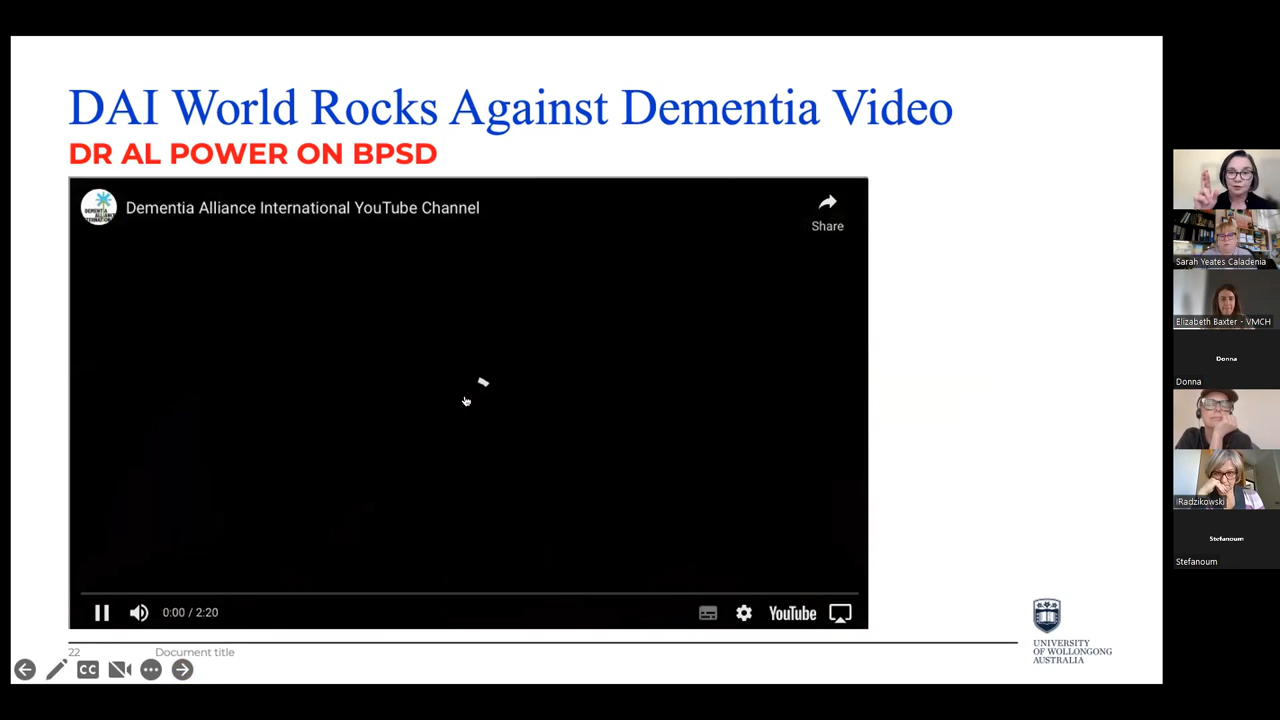 DAI World Rocks Against Dementia Video
DR AL POWER ON BPSD
Dementia Alliance International YouTube Channel
Share
0:00 / 2:20
YouTube
22
Document title
CC
UNIVERSITY
OF WOLLONGONG
AUSTRALIA
Sarah Yeates Caladenia
Elizabeth Baxter - VMCH
Donna
Donna
IRadzikowski
Stefanoum
Stefanoum